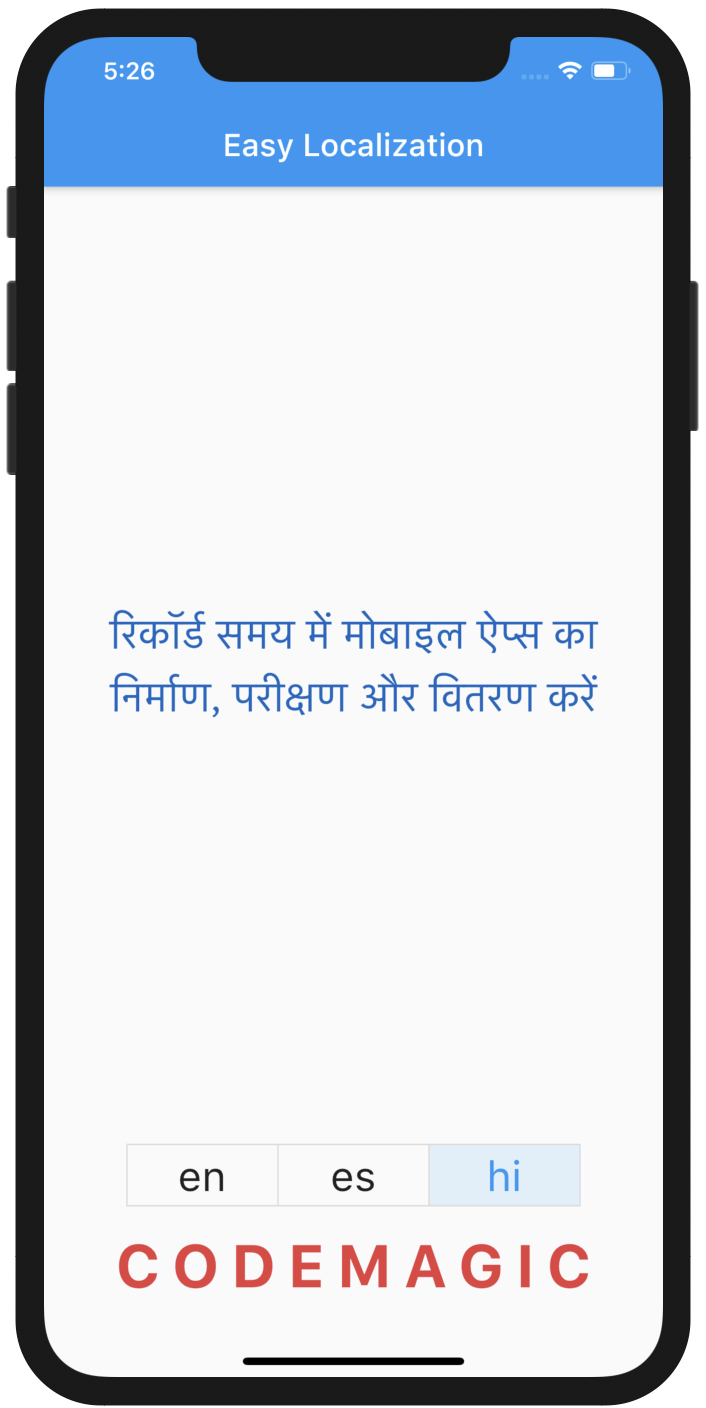 5:26
Easy Localization
रिकॉर्ड समय में मोबाइल ऐप्स का
निर्माण, परीक्षण और वितरण करें
en es hi
CODEMAGIC